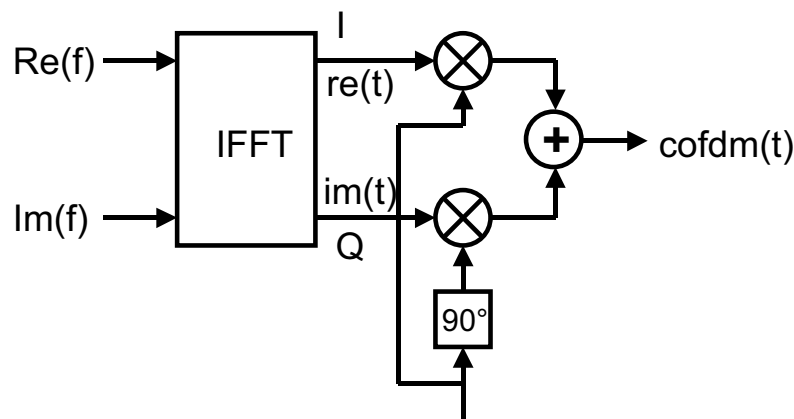 I
Re(f)
re(t)
IFFT
+
cofdm(t)
Im(f)
im(t)
Q
90°